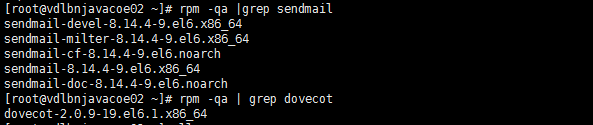 [root@vdlbnjavacoe02 ~]# rpm -qa |grep sendmail
sendmail-devel-8.14.4-9.el6.x86_64
sendmail-milter-8.14.4-9.el6.x86_64
sendmail-cf-8.14.4-9.el6.noarch
sendmail-8.14.4-9.el6.x86_64
sendmail-doc-8.14.4-9.el6.noarch
[root@vdlbnjavacoe02 ~]# rpm -qa | grep dovecot
dovecot-2.0.9-19.el6.1.x86_64